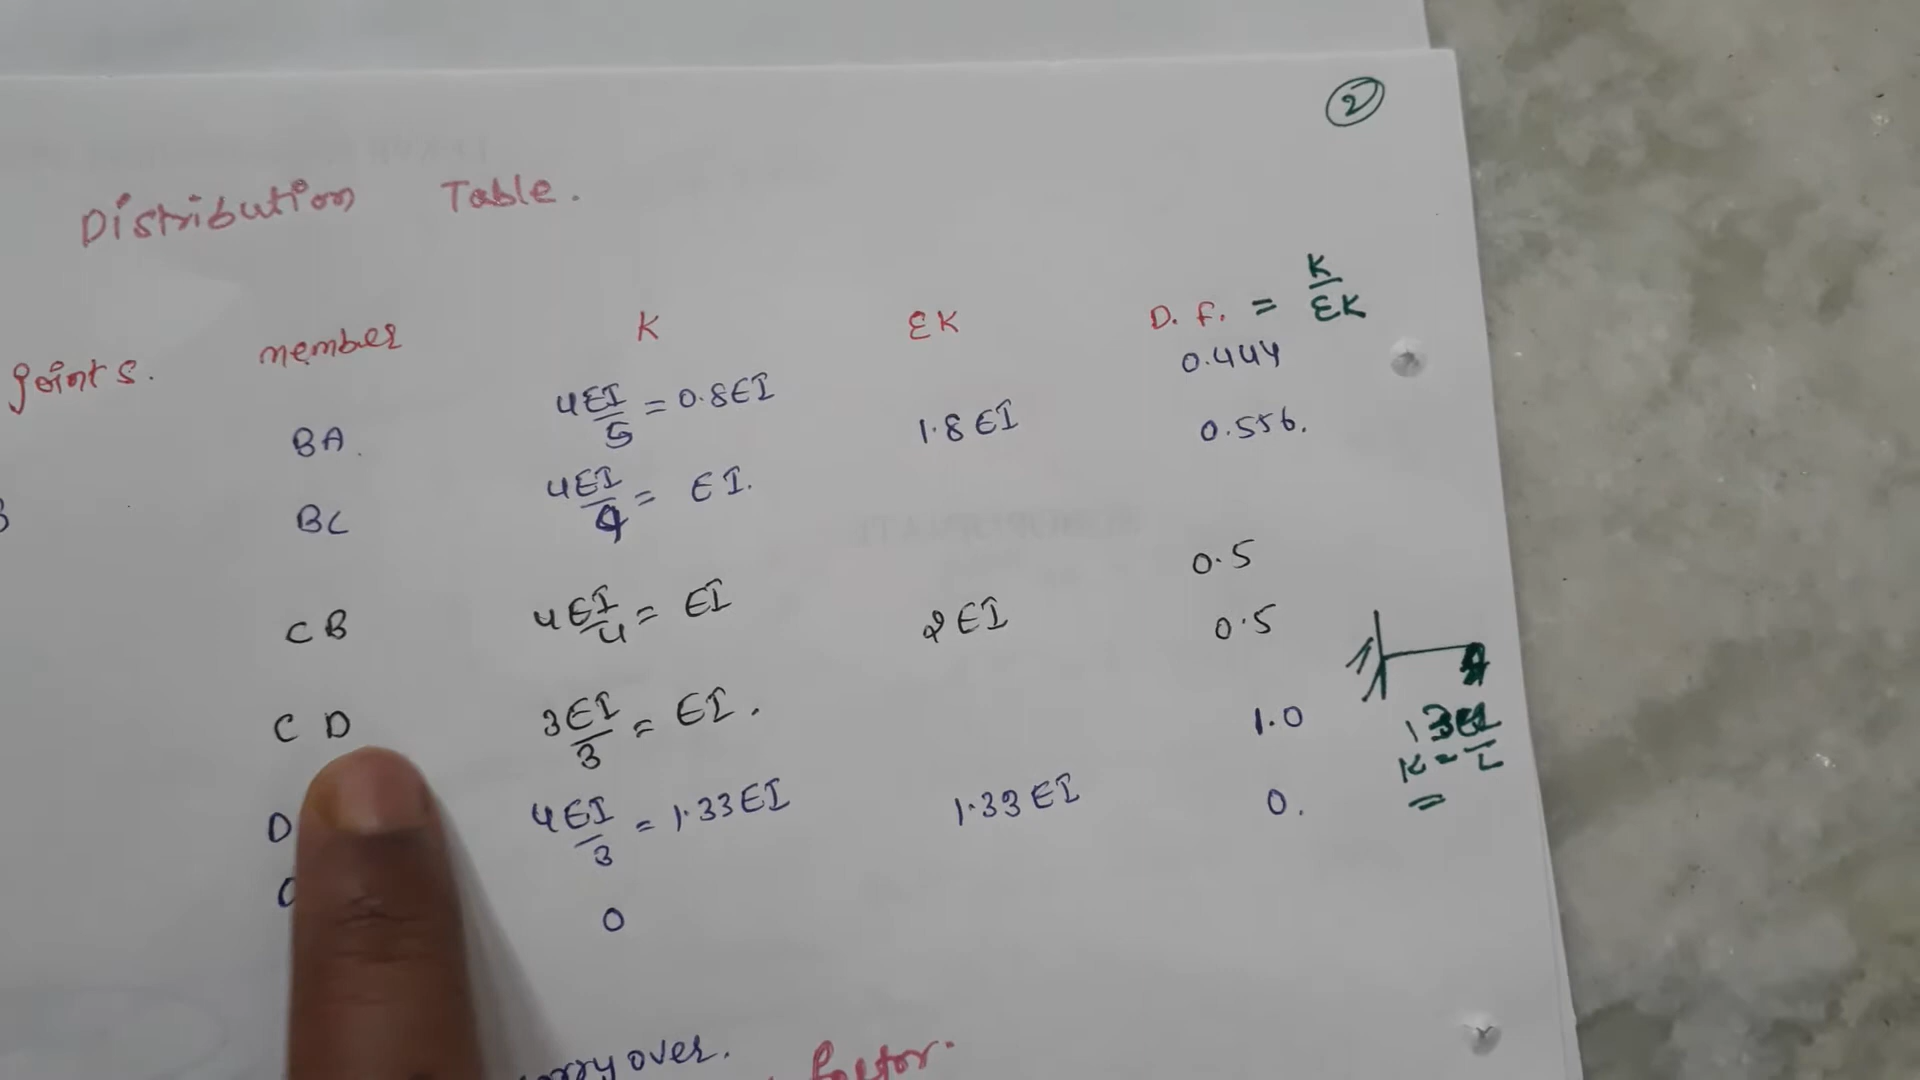 2
Distribution Table.
Joints. member K ΣK D.F. = K/ΣK
BA. 4EI/5 = 0.8EI 1.8EI 0.444
BC 4EI/4 = EI. 0.556.
CB 4EI/4 = EI 2EI 0.5
CD 3EI/3 = EI. 0.5
D 4EI/3 = 1.33EI 1.33EI 1.0
0 0.
K = 3EI/L
over.
factor.